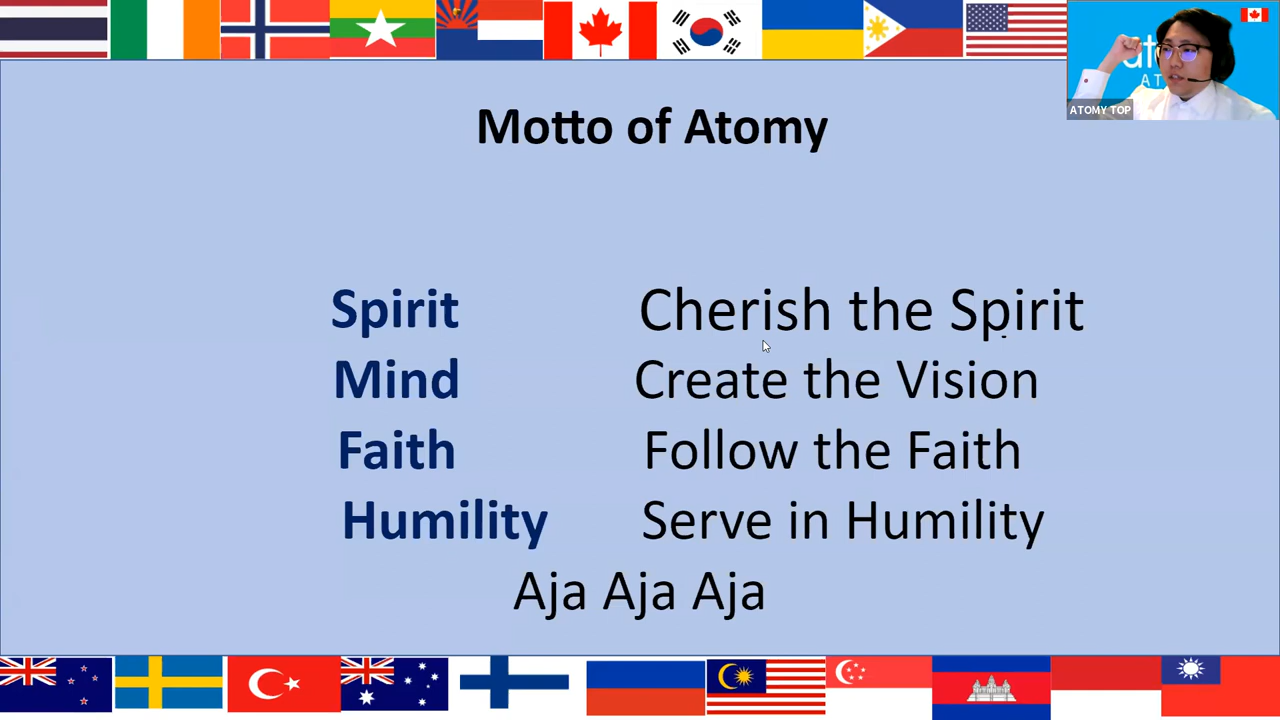 Motto of Atomy
ATOMY TOP
Spirit Cherish the Spirit
Mind Create the Vision
Faith Follow the Faith
Humility Serve in Humility
Aja Aja Aja